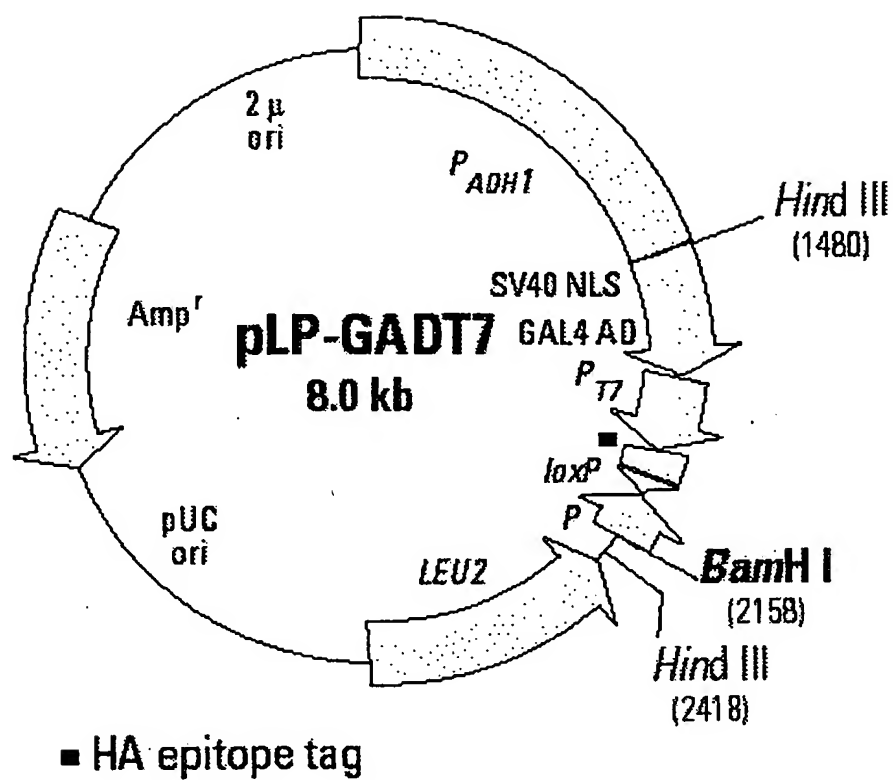 2 μ
ori
P ADH1
Hind III
(1480)
SV40 NLS
GAL4 AD
Amp r
pLP-GADT7
8.0 kb
P T7
loxP
P
pUC
ori
LEU2
BamH I
(2158)
Hind III
(2418)
HA epitope tag